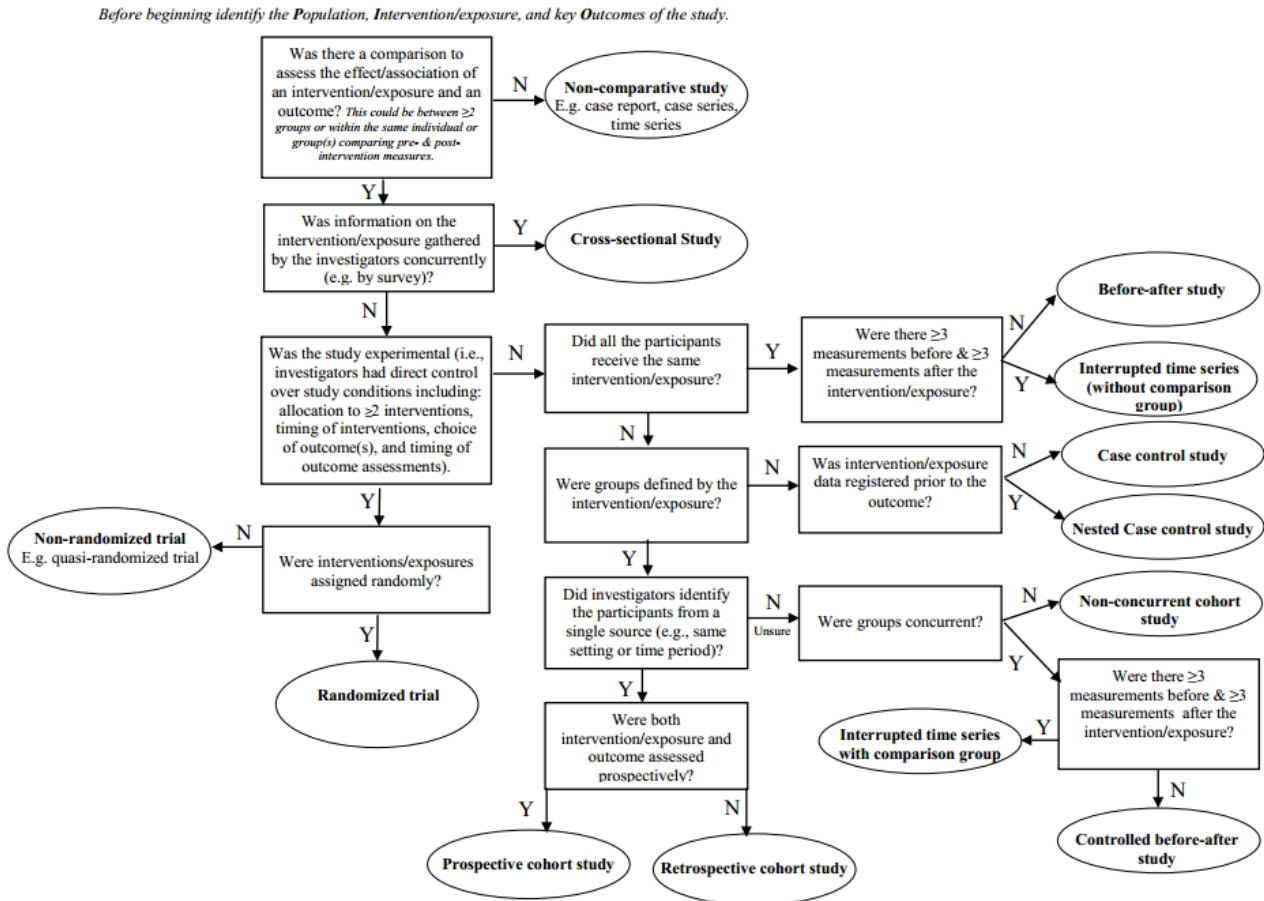 Before beginning identify the Population, Intervention/exposure, and key Outcomes of the study.
Was there a comparison to
assess the effect/association of
an intervention/exposure and an
outcome? This could be between ≥2
groups or within the same individual or
group(s) comparing pre- & post-
intervention measures.
N
Non-comparative study
E.g. case report, case series,
time series
Y
Was information on the
intervention/exposure gathered
by the investigators concurrently
(e.g. by survey)?
Y
Cross-sectional Study
N
Was the study experimental (i.e.,
investigators had direct control
over study conditions including:
allocation to ≥2 interventions,
timing of interventions, choice
of outcome(s), and timing of
outcome assessments).
N
Did all the participants
receive the same
intervention/exposure?
Y
Were there ≥3
measurements before & ≥3
measurements after the
intervention/exposure?
N
Before-after study
Y
Interrupted time series
(without comparison
group)
N
Were groups defined by the
intervention/exposure?
N
Was intervention/exposure
data registered prior to the
outcome?
N
Case control study
Y
Nested Case control study
Y
Were interventions/exposures
assigned randomly?
N
Non-randomized trial
E.g. quasi-randomized trial
Y
Randomized trial
Y
Did investigators identify
the participants from a
single source (e.g., same
setting or time period)?
N
Unsure
Were groups concurrent?
N
Non-concurrent cohort
study
Y
Were there ≥3
measurements before & ≥3
measurements after the
intervention/exposure?
Y
Interrupted time series
with comparison group
N
Controlled before-after
study
Y
Were both
intervention/exposure and
outcome assessed
prospectively?
Y
Prospective cohort study
N
Retrospective cohort study